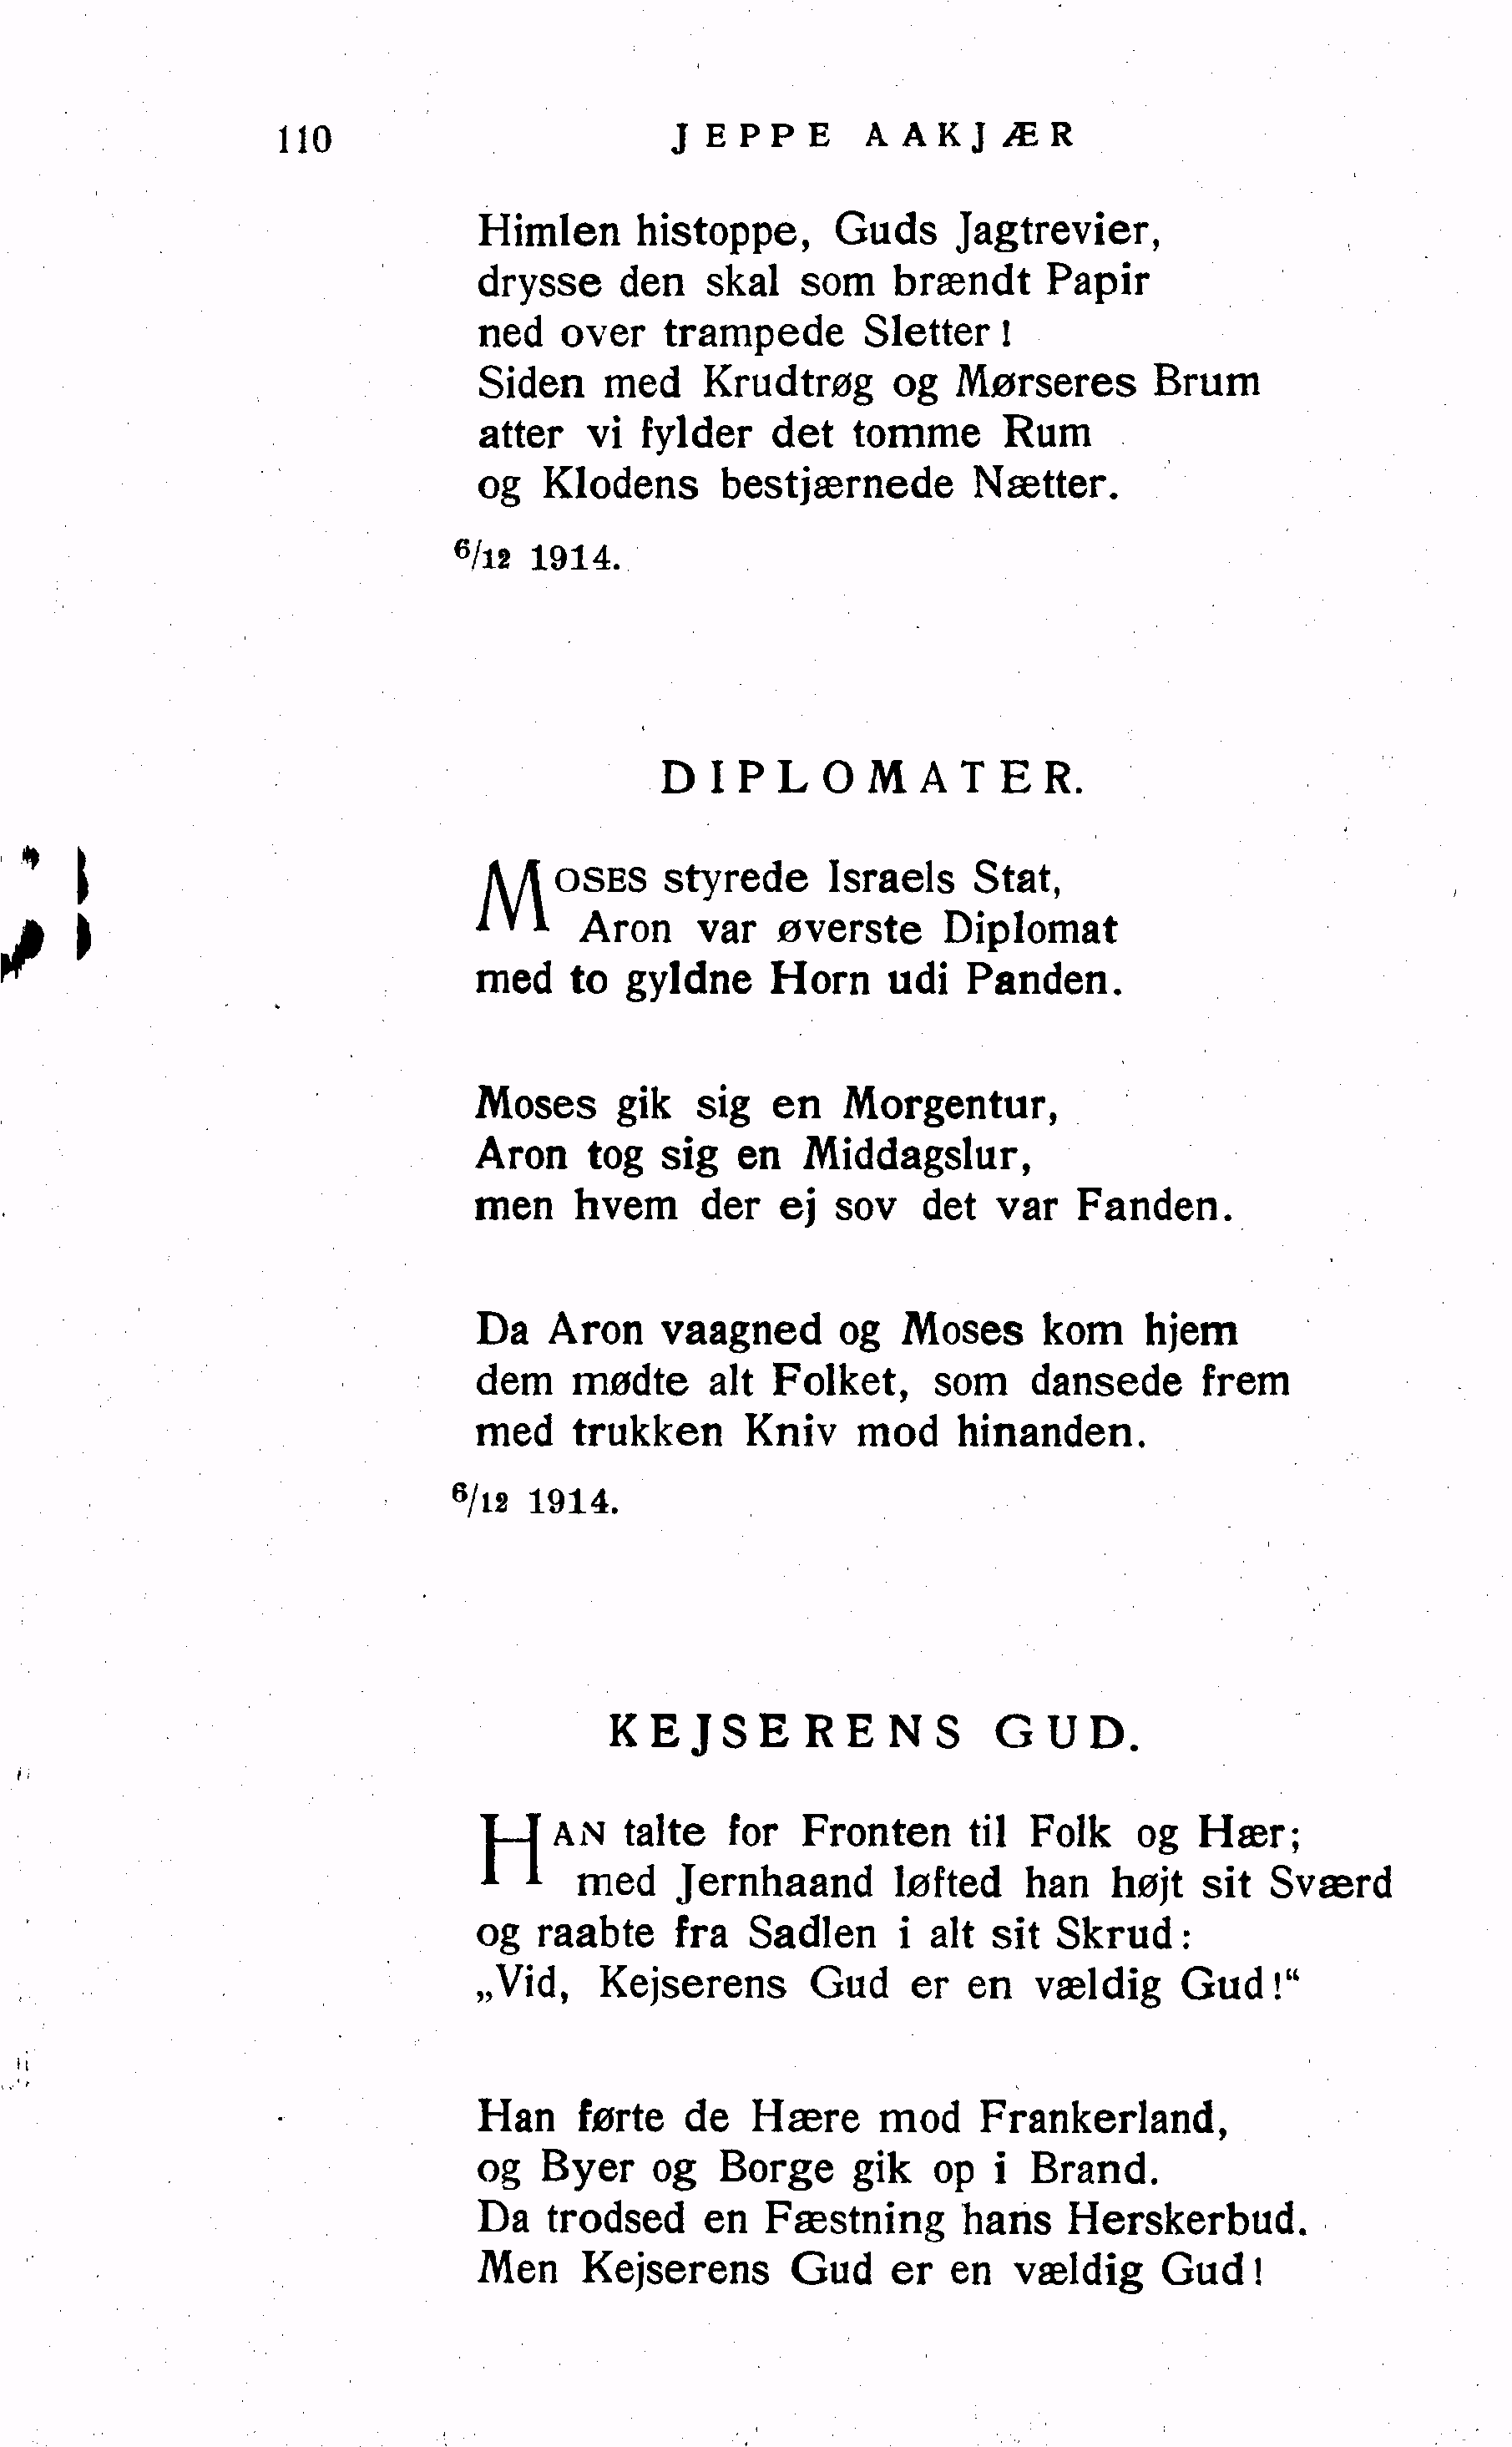 110 JEPPE AAKJÆR
Himlen histoppe, Guds Jagtrevier,
drysse den skal som brændt Papir
ned over trampede Sletter!
Siden med Krudtrøg og Mørseres Brum
atter vi fylder det tomme Rum
og Klodens bestjærnede Nætter.
6/12 1914.
DIPLOMATER.
MOSES styrede Israels Stat,
Aron var øverste Diplomat
med to gyldne Horn udi Panden.
Moses gik sig en Morgentur,
Aron tog sig en Middagslur,
men hvem der ej sov det var Fanden.
Da Aron vaagned og Moses kom hjem
dem mødte alt Folket, som dansede frem
med trukken Kniv mod hinanden.
6/12 1914.
KEJSERENS GUD.
HAN talte for Fronten til Folk og Hær;
med Jernhaand løfted han højt sit Sværd
og raabte fra Sadlen i alt sit Skrud:
„Vid, Kejserens Gud er en vældig Gud!“
Han førte de Hære mod Frankerland,
og Byer og Borge gik op i Brand.
Da trodsed en Fæstning hans Herskerbud.
Men Kejserens Gud er en vældig Gud!